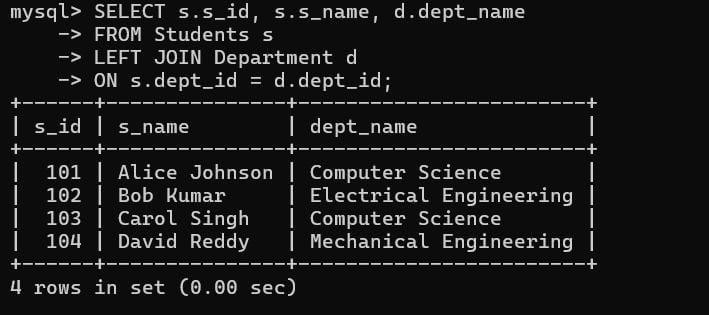 mysql> SELECT s.s_id, s.s_name, d.dept_name
    -> FROM Students s
    -> LEFT JOIN Department d
    -> ON s.dept_id = d.dept_id;
+------+---------------+------------------------+
| s_id | s_name        | dept_name              |
+------+---------------+------------------------+
|  101 | Alice Johnson | Computer Science       |
|  102 | Bob Kumar     | Electrical Engineering |
|  103 | Carol Singh   | Computer Science       |
|  104 | David Reddy   | Mechanical Engineering |
+------+---------------+------------------------+
4 rows in set (0.00 sec)